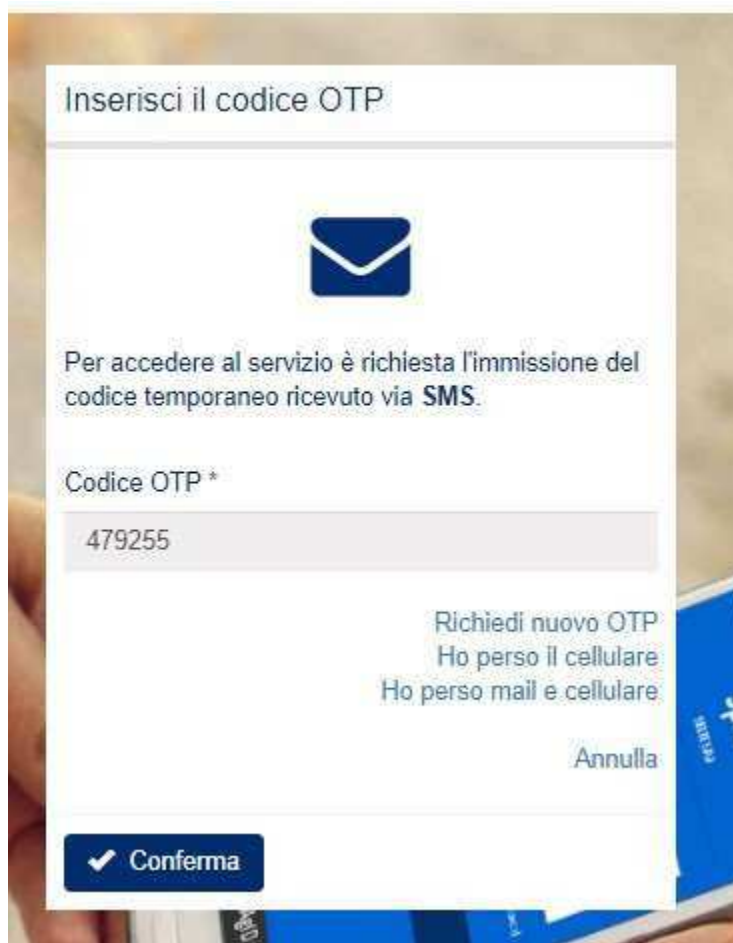 Inserisci il codice OTP
Per accedere al servizio è richiesta l'immissione del
codice temporaneo ricevuto via SMS.
Codice OTP *
479255
Richiedi nuovo OTP
Ho perso il cellulare
Ho perso mail e cellulare
Annulla
Conferma